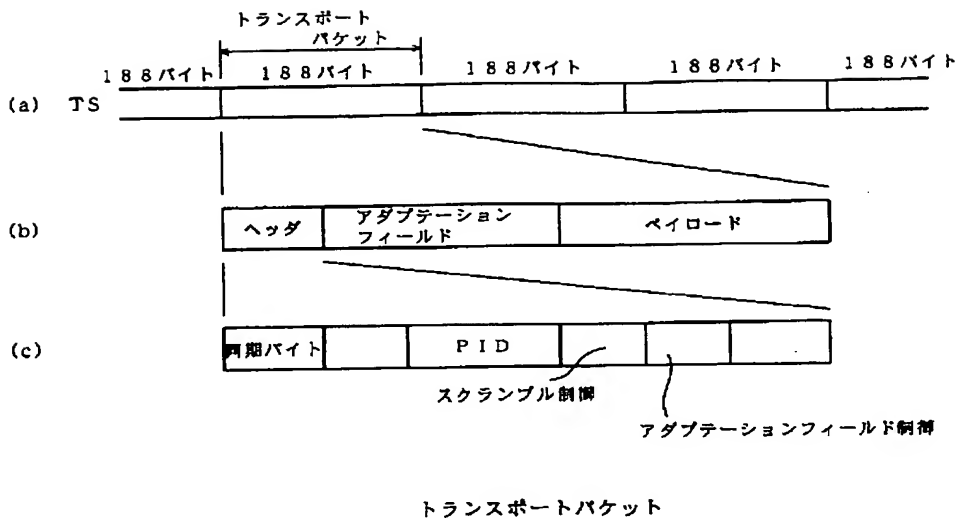 トランスポート
パケット
188バイト 188バイト 188バイト 188バイト 188バイト
(a) TS
(b) ヘッダ アダプテーション ペイロード
フィールド
(c) 同期バイト PID
スクランブル制御
アダプテーションフィールド制御
トランスポートパケット